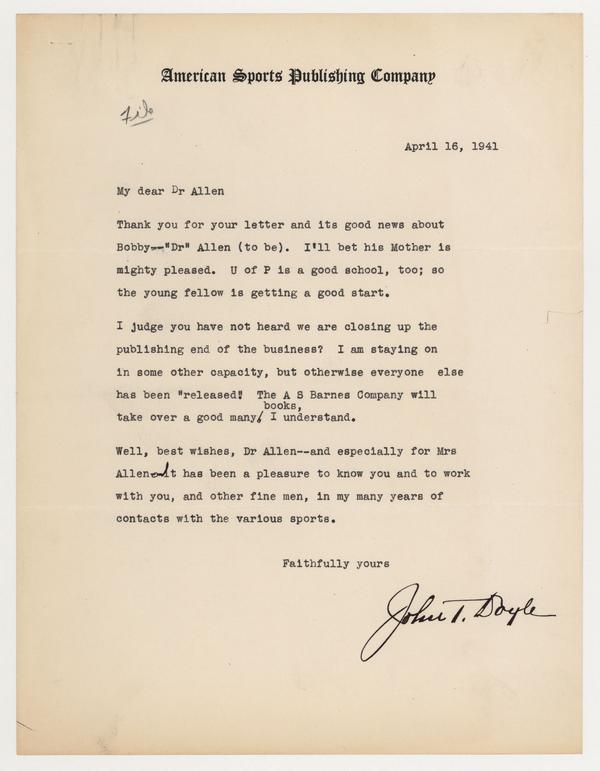 American Sports Publishing Company
File
April 16, 1941
My dear Dr Allen
Thank you for your letter and its good news about
Bobby--"Dr" Allen (to be). I'll bet his Mother is
mighty pleased. U of P is a good school, too; so
the young fellow is getting a good start.
I judge you have not heard we are closing up the
publishing end of the business? I am staying on
in some other capacity, but otherwise everyone else
has been "released". The A S Barnes Company will
books,
take over a good many/ I understand.
Well, best wishes, Dr Allen--and especially for Mrs
Allen—It has been a pleasure to know you and to work
with you, and other fine men, in my many years of
contacts with the various sports.
Faithfully yours
John T. Doyle